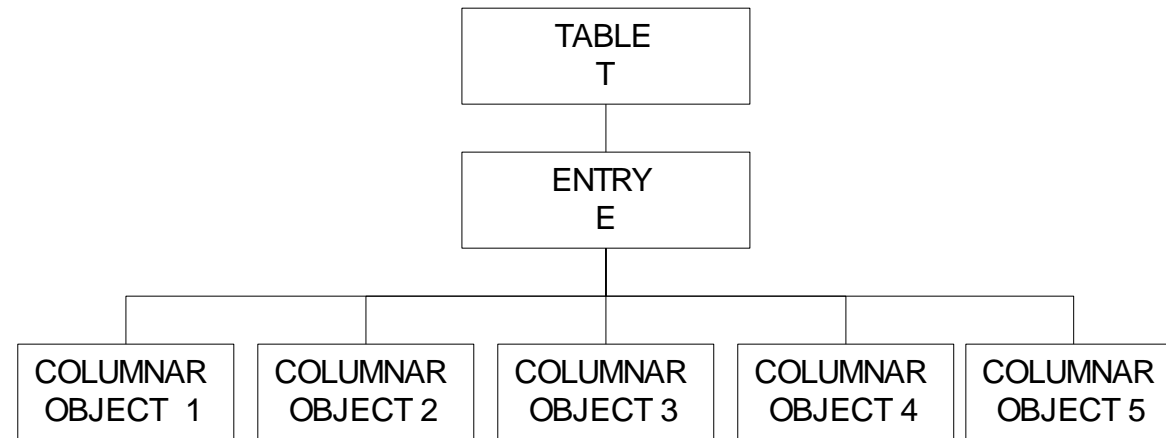 TABLE
T
ENTRY
E
COLUMNAR
OBJECT 1
COLUMNAR
OBJECT 2
COLUMNAR
OBJECT 3
COLUMNAR
OBJECT 4
COLUMNAR
OBJECT 5